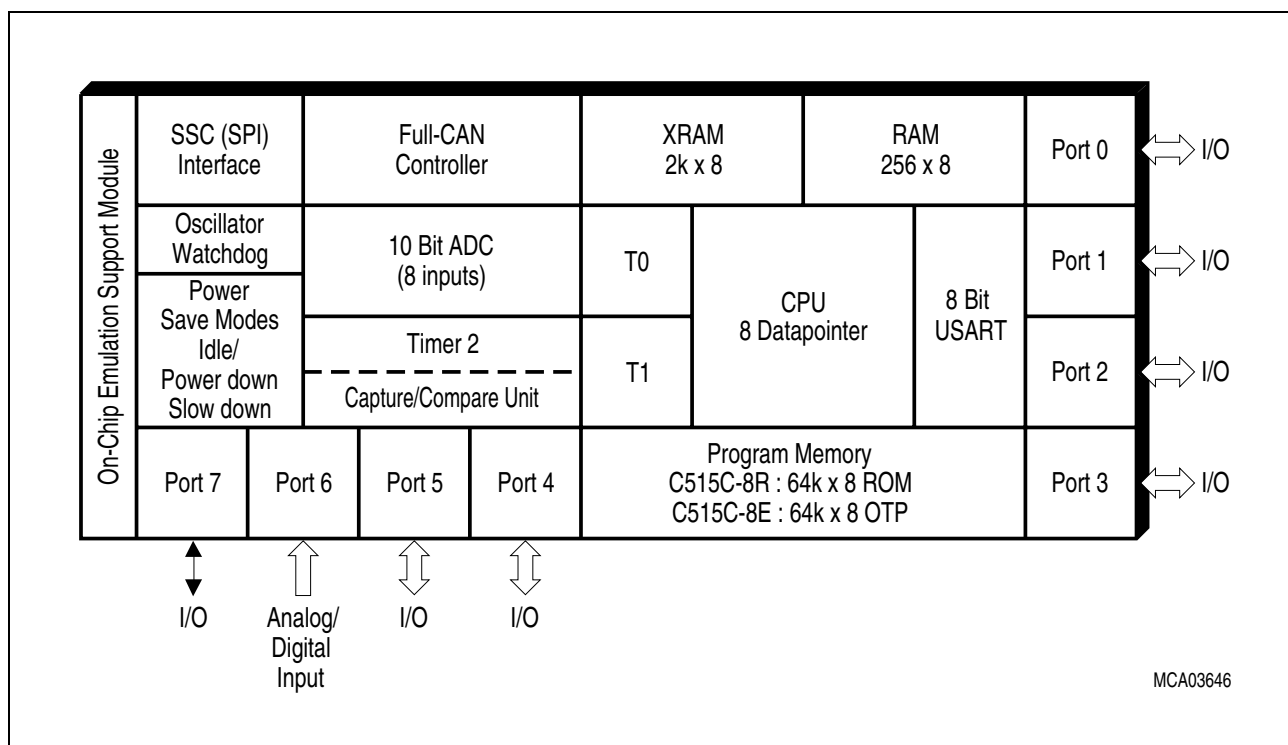 On-Chip Emulation Support Module
SSC (SPI)
Interface
Full-CAN
Controller
XRAM
2k x 8
RAM
256 x 8
Port 0
I/O
Oscillator
Watchdog
10 Bit ADC
(8 inputs)
T0
CPU
8 Datapointer
8 Bit
USART
Port 1
I/O
Power
Save Modes
Idle/
Power down
Slow down
Timer 2
Capture/Compare Unit
T1
Port 2
I/O
Port 7
Port 6
Port 5
Port 4
Program Memory
C515C-8R : 64k x 8 ROM
C515C-8E : 64k x 8 OTP
Port 3
I/O
I/O
Analog/
Digital
Input
I/O
I/O
MCA03646